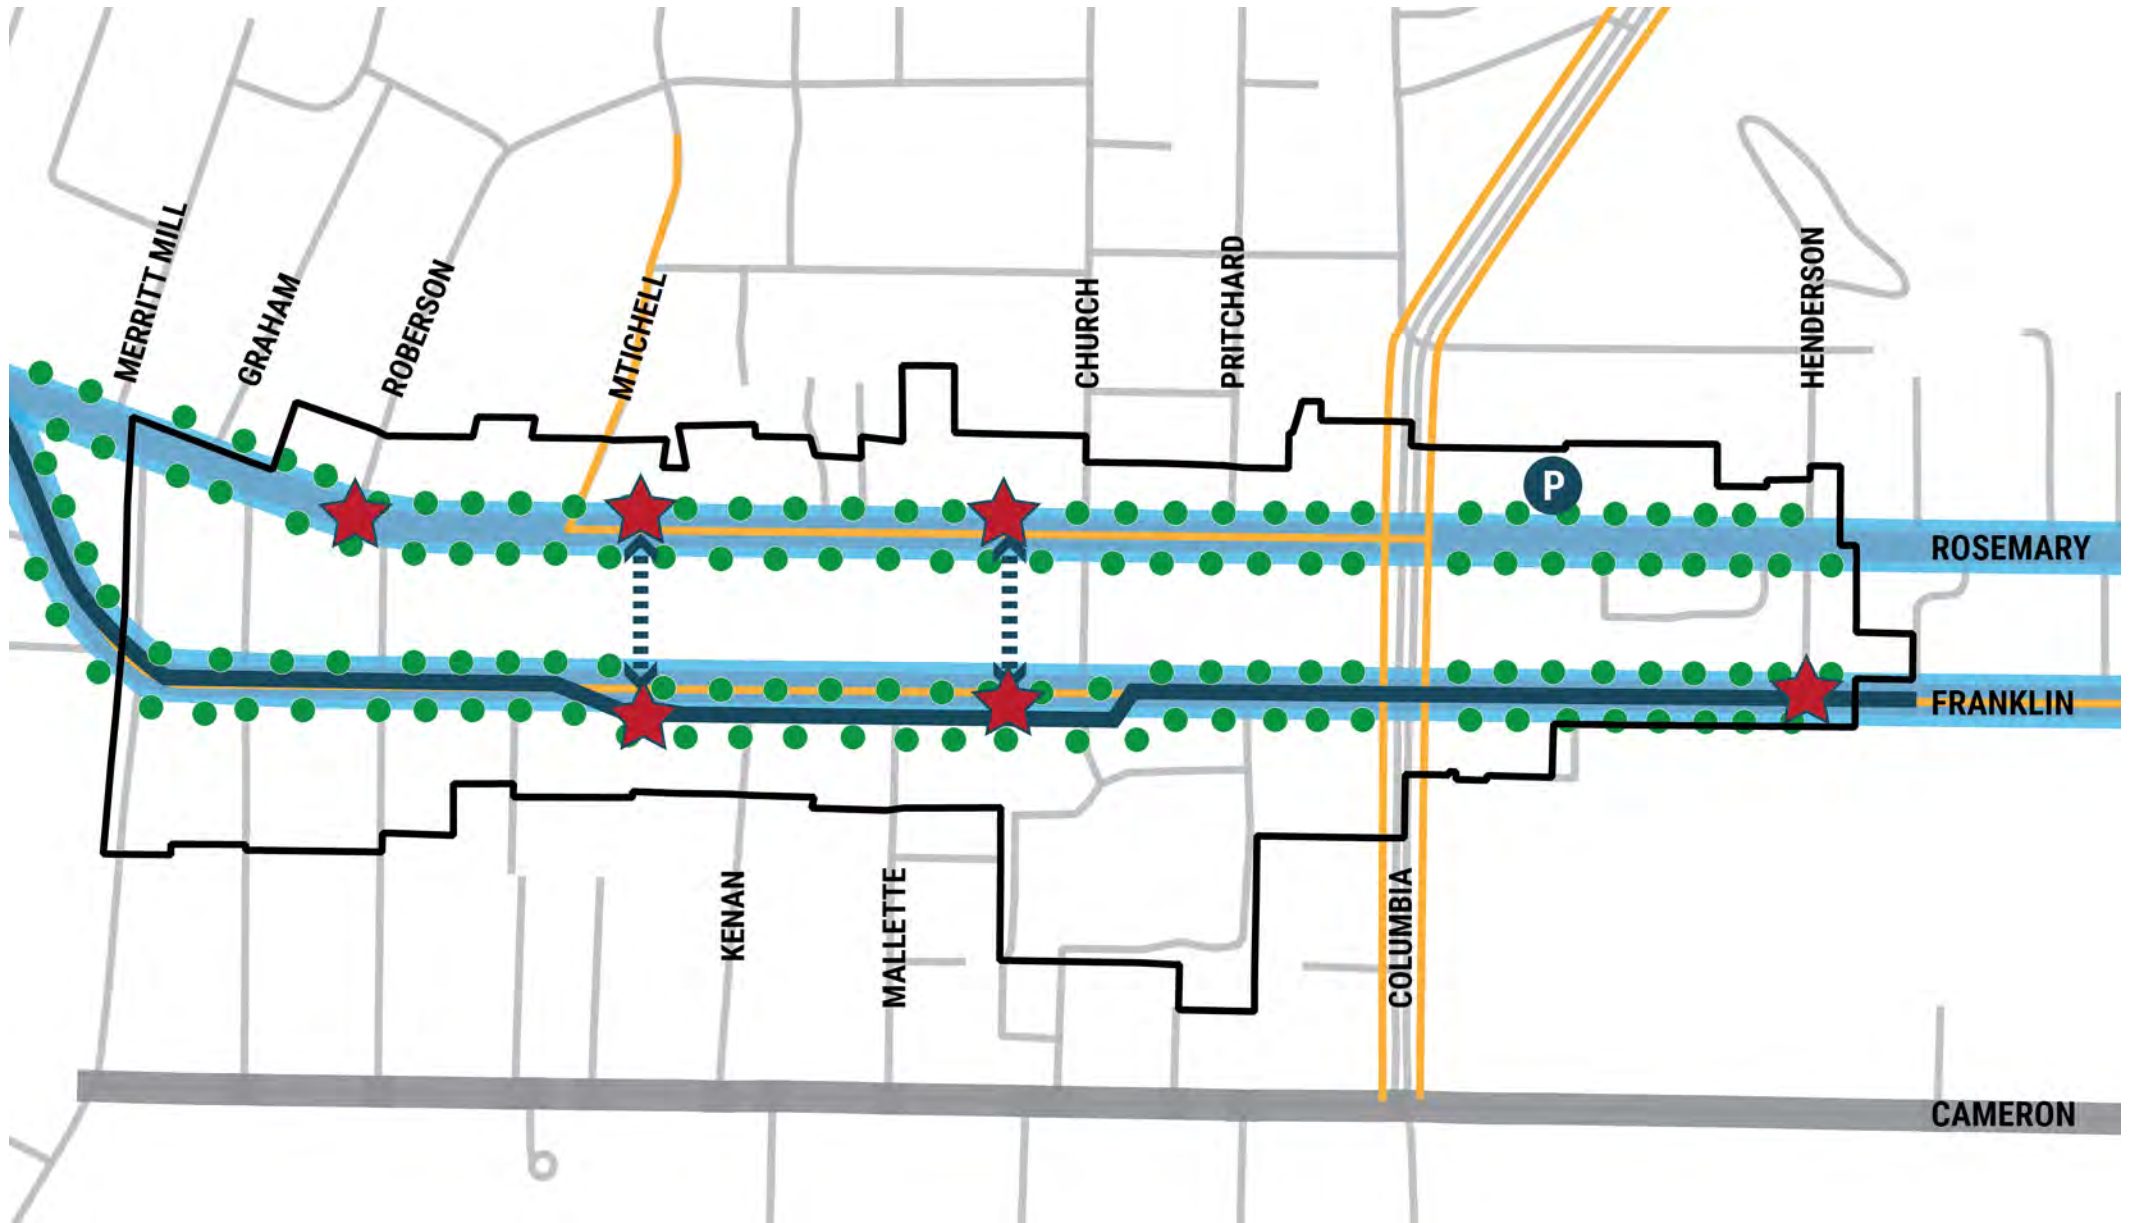 MERRITT MILL
GRAHAM
ROBERSON
MTICHELL
CHURCH
PRITCHARD
HENDERSON
P
ROSEMARY
FRANKLIN
KENAN
MALLETTE
COLUMBIA
CAMERON